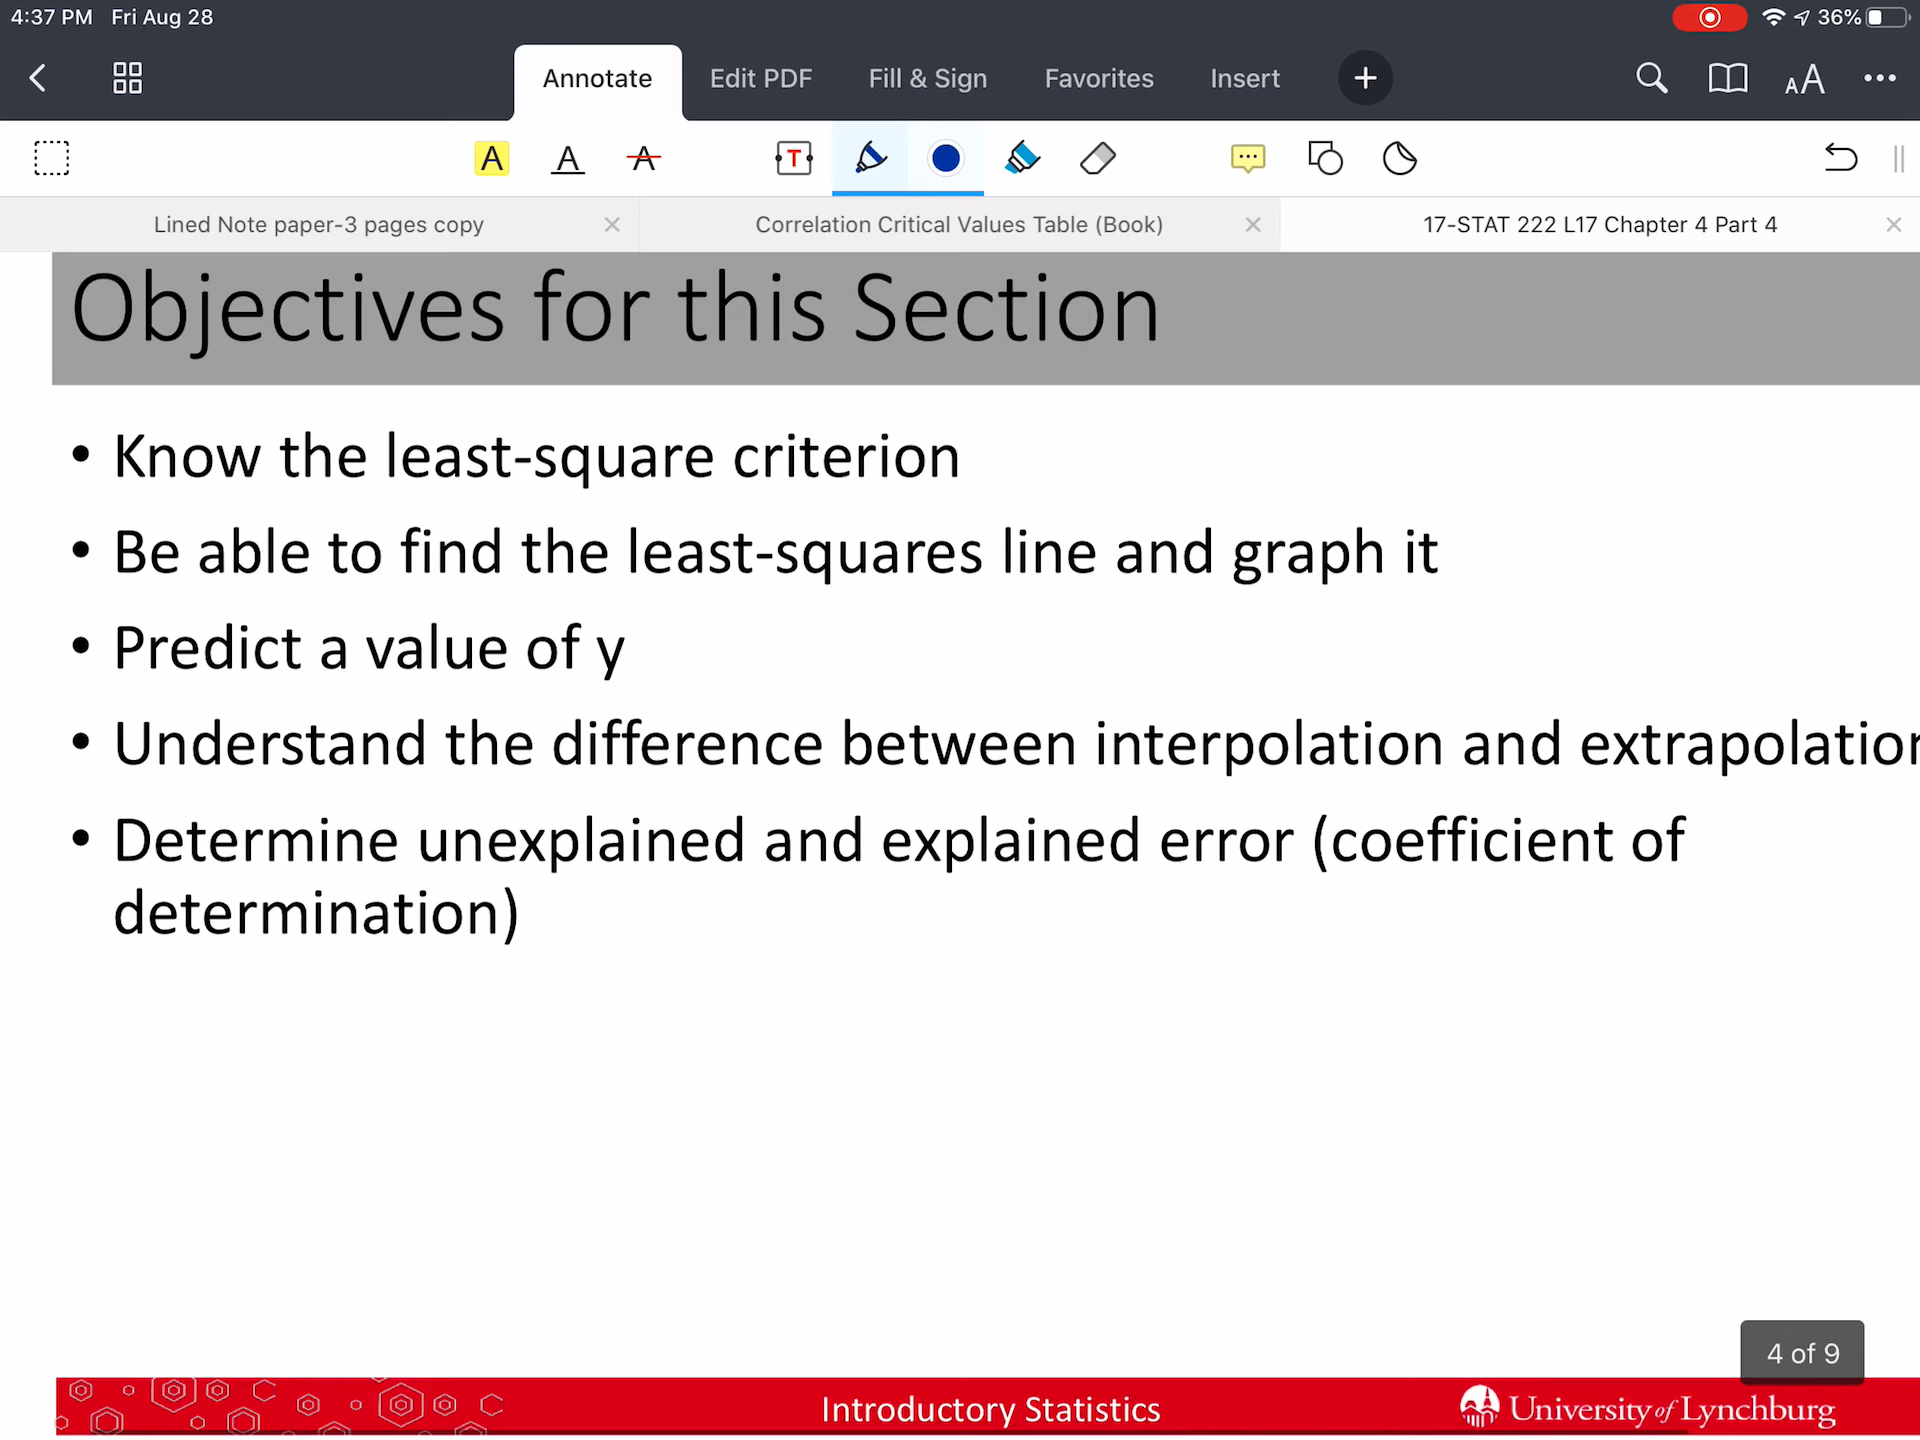 4:37 PM Fri Aug 28
36%
Annotate Edit PDF Fill & Sign Favorites Insert
AA
A A A T
Lined Note paper-3 pages copy
Correlation Critical Values Table (Book)
17-STAT 222 L17 Chapter 4 Part 4
Objectives for this Section
• Know the least-square criterion
• Be able to find the least-squares line and graph it
• Predict a value of y
• Understand the difference between interpolation and extrapolation
• Determine unexplained and explained error (coefficient of
determination)
4 of 9
Introductory Statistics
University of Lynchburg